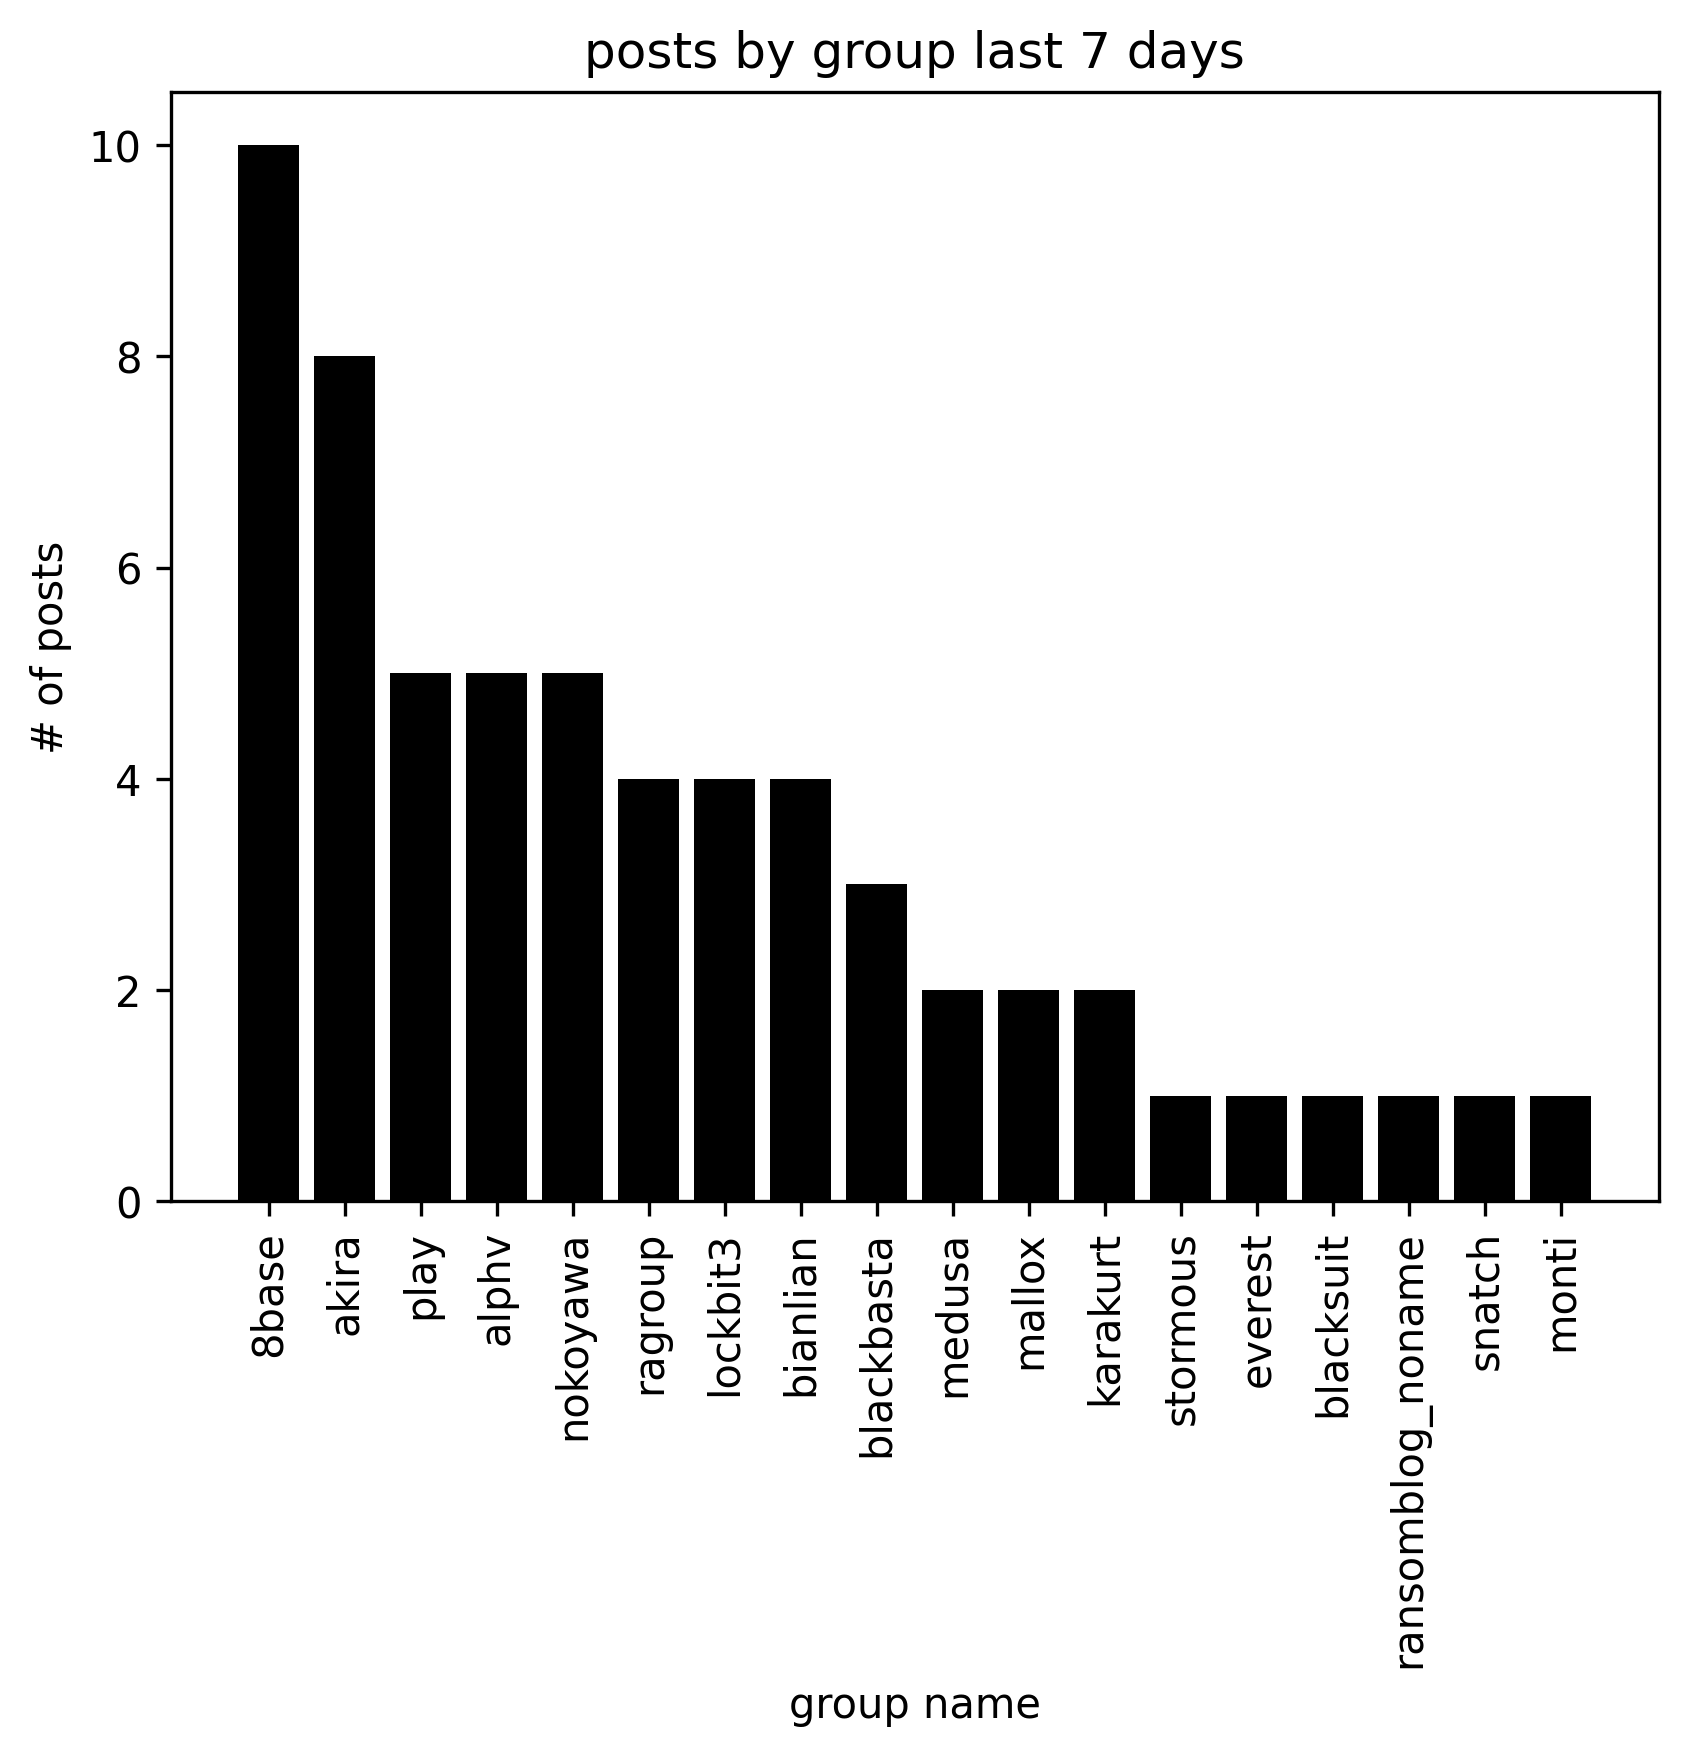 posts by group last 7 days
# of posts
10
8
6
4
2
0
8base
akira
play
alphv
nokoyawa
ragroup
lockbit3
bianlian
blackbasta
medusa
mallox
karakurt
stormous
everest
blacksuit
ransomblog_noname
snatch
monti
group name